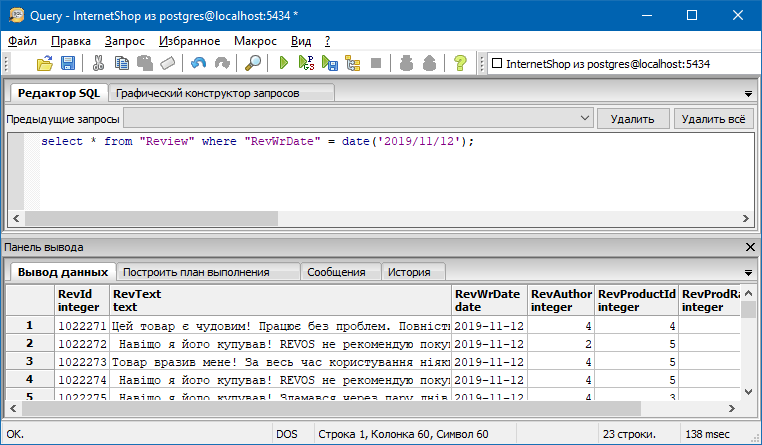 Query - InternetShop из postgres@localhost:5434 *
Файл Правка Запрос Избранное Макрос Вид ?
InternetShop из postgres@localhost:5434
Редактор SQL Графический конструктор запросов
Предыдущие запросы Удалить Удалить всё
select * from "Review" where "RevWrDate" = date('2019/11/12');
Панель вывода
Вывод данных Построить план выполнения Сообщения История
RevId RevText RevWrDate RevAuthor RevProductId RevProdRa
integer text date integer integer integer
1 1022271 Цей товар є чудовим! Працює без проблем. Повніст 2019-11-12 4 4
2 1022272 Навіщо я його купував! REVOS не рекомендую поку 2019-11-12 2 5
3 1022273 Товар вразив мене! За весь час користування нiяк 2019-11-12 4 5
4 1022274 Навіщо я його купував! REVOS не рекомендую поку 2019-11-12 4 5
5 1022275 Навіщо я його купував! Зламався через пару днів 2019-11-12 4 3
OK. DOS Строка 1, Колонка 60, Символ 60 23 строки. 138 msec